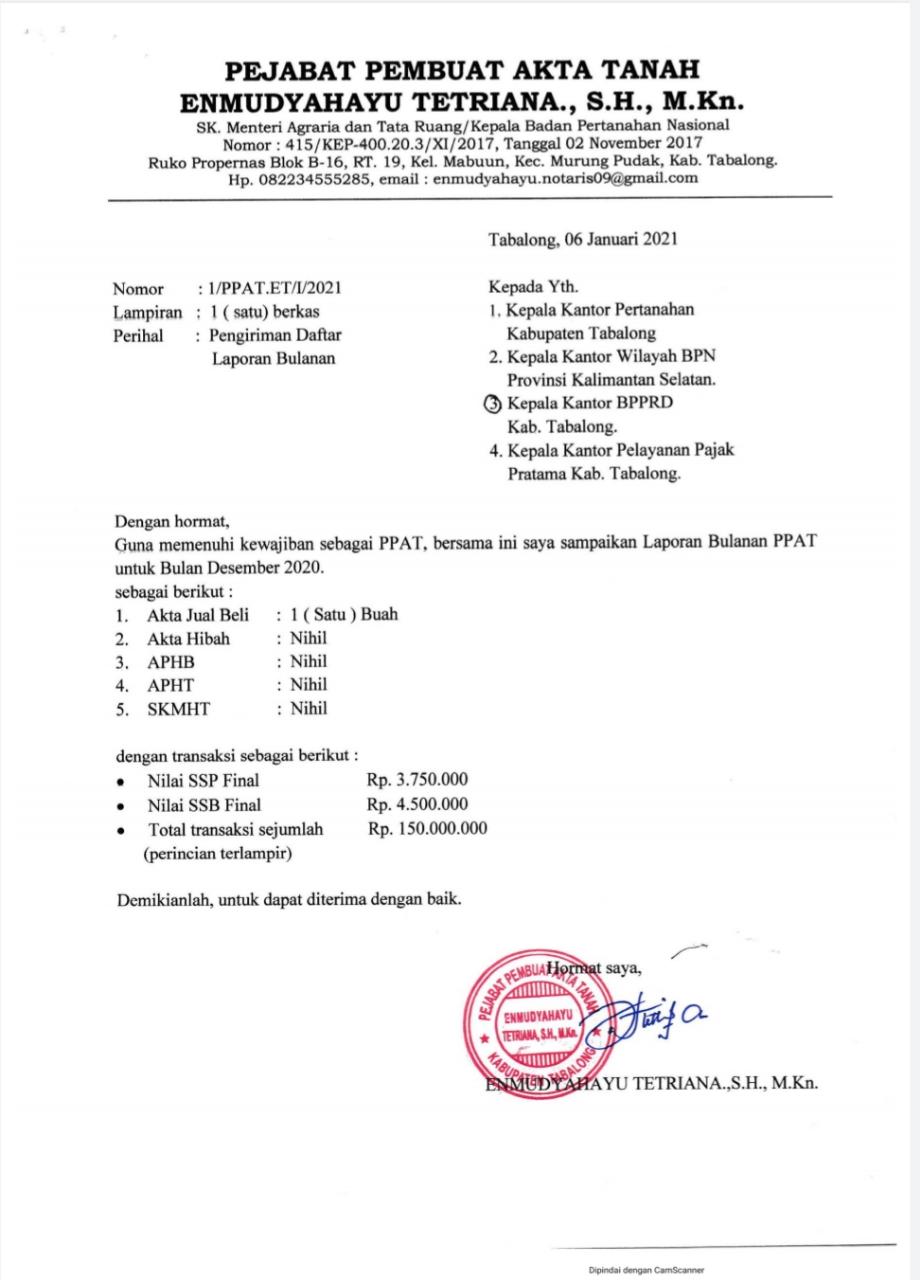 PEJABAT PEMBUAT AKTA TANAH
ENMUDYAHAYU TETRIANA., S.H., M.Kn.
SK. Menteri Agraria dan Tata Ruang/Kepala Badan Pertanahan Nasional
Nomor : 415/KEP-400.20.3/XI/2017, Tanggal 02 November 2017
Ruko Propernas Blok B-16, RT. 19, Kel. Mabuun, Kec. Murung Pudak, Kab. Tabalong.
Hp. 082234555285, email : enmudyahayu.notaris09@gmail.com
Tabalong, 06 Januari 2021
Nomor : 1/PPAT.ET/I/2021
Lampiran : 1 ( satu) berkas
Perihal : Pengiriman Daftar
Laporan Bulanan
Kepada Yth.
1. Kepala Kantor Pertanahan
Kabupaten Tabalong
2. Kepala Kantor Wilayah BPN
Provinsi Kalimantan Selatan.
3 Kepala Kantor BPPRD
Kab. Tabalong.
4. Kepala Kantor Pelayanan Pajak
Pratama Kab. Tabalong.
Dengan hormat,
Guna memenuhi kewajiban sebagai PPAT, bersama ini saya sampaikan Laporan Bulanan PPAT
untuk Bulan Desember 2020.
sebagai berikut :
1. Akta Jual Beli : 1 ( Satu ) Buah
2. Akta Hibah : Nihil
3. APHB : Nihil
4. APHT : Nihil
5. SKMHT : Nihil
dengan transaksi sebagai berikut :
• Nilai SSP Final Rp. 3.750.000
• Nilai SSB Final Rp. 4.500.000
• Total transaksi sejumlah Rp. 150.000.000
(perincian terlampir)
Demikianlah, untuk dapat diterima dengan baik.
Hormat saya,
PEJABAT PEMBUAT AKTA TANAH
ENMUDYAHAYU
TETRIANA, S.H., M.Kn.
KABUPATEN TABALONG
ENMUDYAHAYU TETRIANA.,S.H., M.Kn.
Dipindai dengan CamScanner